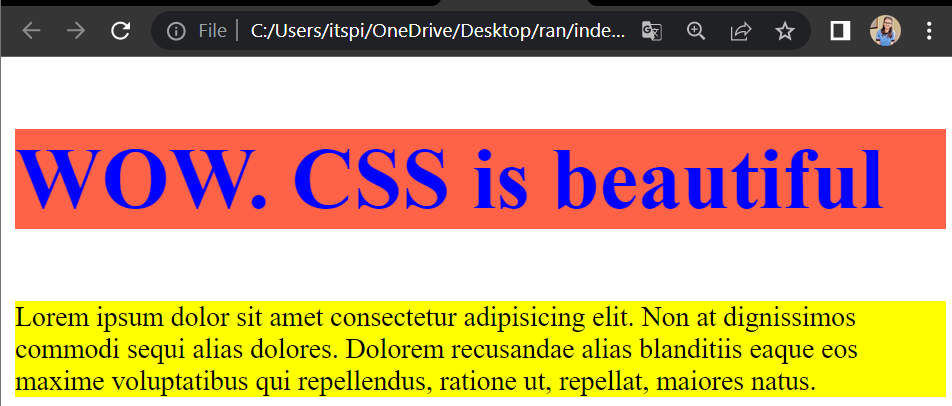 File | C:/Users/itspi/OneDrive/Desktop/ran/inde...
WOW. CSS is beautiful
Lorem ipsum dolor sit amet consectetur adipisicing elit. Non at dignissimos
commodi sequi alias dolores. Dolorem recusandae alias blanditiis eaque eos
maxime voluptatibus qui repellendus, ratione ut, repellat, maiores natus.